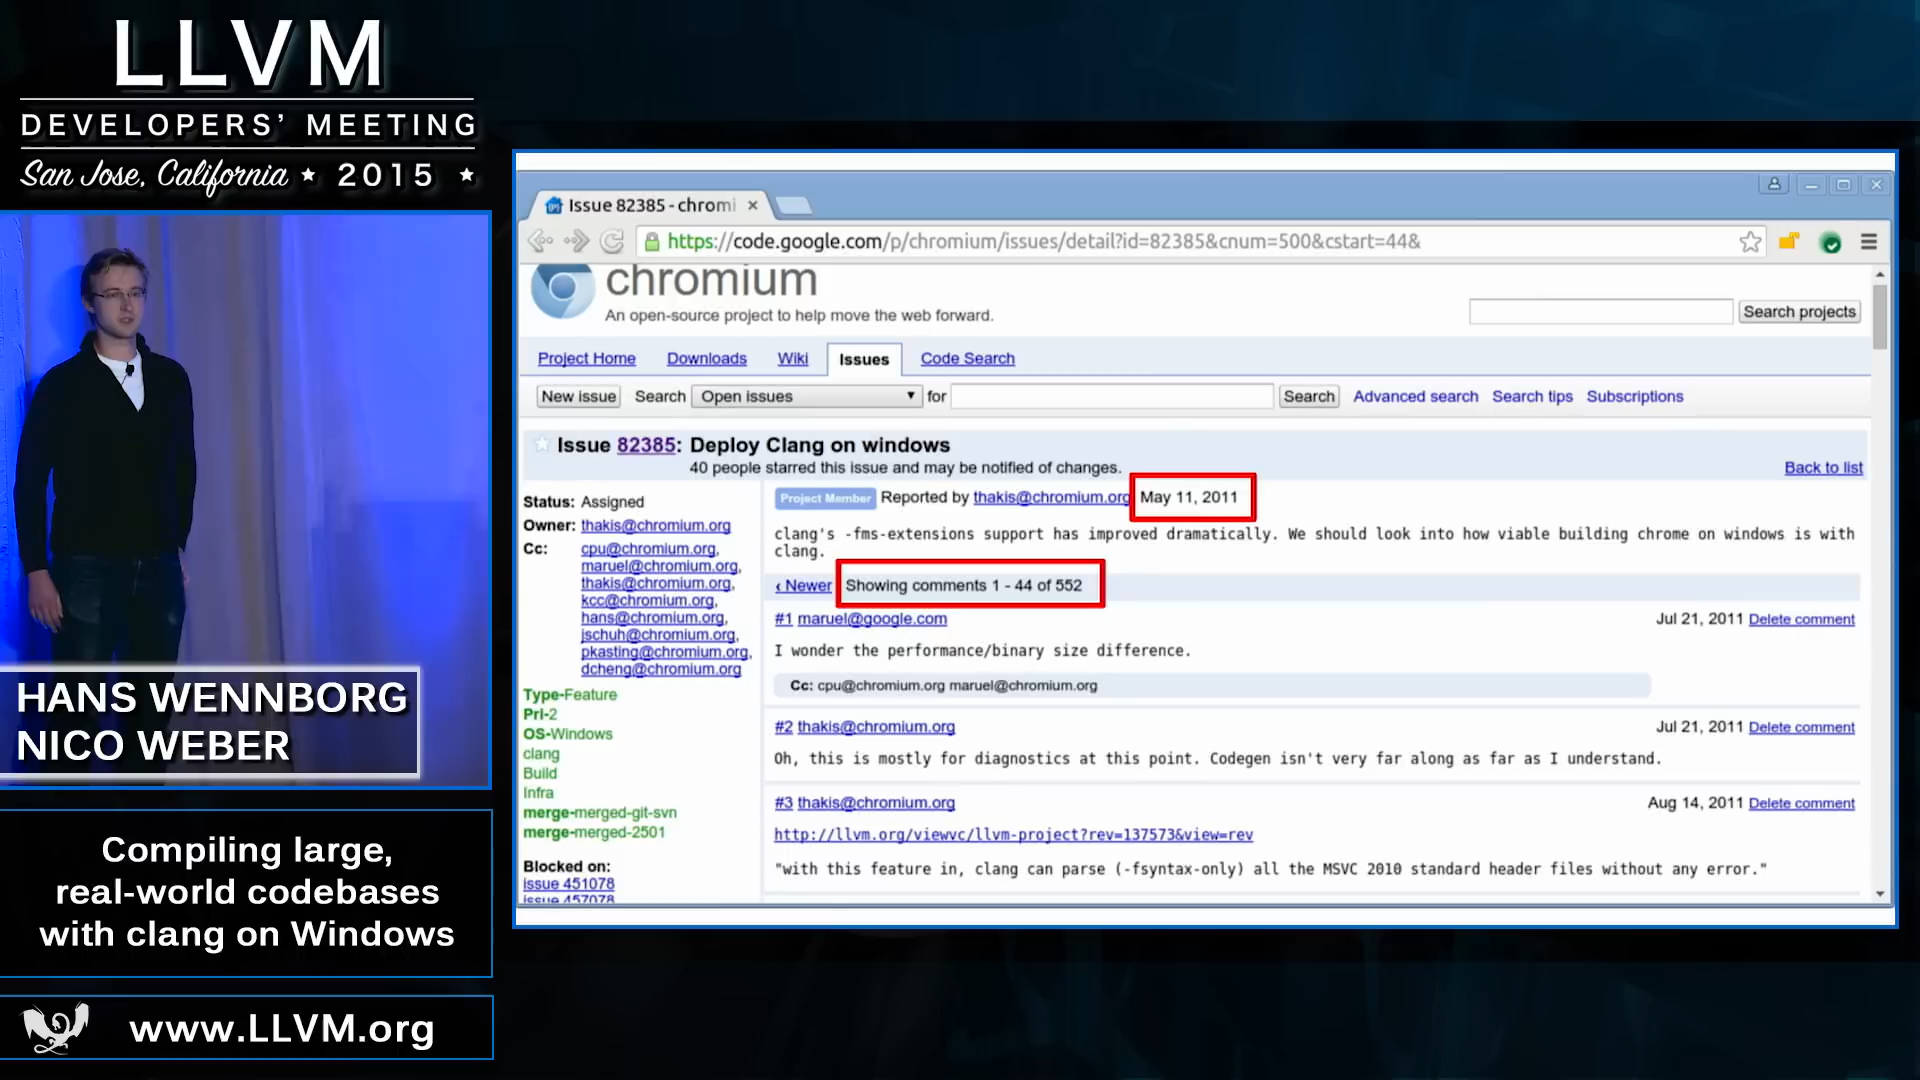 LLVM
DEVELOPERS' MEETING
San Jose, California ★ 2015 ★
HANS WENNBORG
NICO WEBER
Compiling large,
real-world codebases
with clang on Windows
www.LLVM.org
Issue 82385 - chromi
https://code.google.com/p/chromium/issues/detail?id=82385&cnum=500&cstart=44&
chromium
An open-source project to help move the web forward.
Search projects
Project Home Downloads Wiki Issues Code Search
New issue Search Open issues for Search Advanced search Search tips Subscriptions
Issue 82385: Deploy Clang on windows
40 people starred this issue and may be notified of changes.
Back to list
Status: Assigned
Owner: thakis@chromium.org
Cc: cpu@chromium.org,
maruel@chromium.org,
thakis@chromium.org,
kcc@chromium.org,
hans@chromium.org,
jschuh@chromium.org,
pkasting@chromium.org,
dcheng@chromium.org
Type-Feature
Pri-2
OS-Windows
clang
Build
Infra
merge-merged-git-svn
merge-merged-2501
Blocked on:
issue 451078
issue 457078
Project Member Reported by thakis@chromium.org May 11, 2011
clang's -fms-extensions support has improved dramatically. We should look into how viable building chrome on windows is with
clang.
‹ Newer Showing comments 1 - 44 of 552
#1 maruel@google.com Jul 21, 2011 Delete comment
I wonder the performance/binary size difference.
Cc: cpu@chromium.org maruel@chromium.org
#2 thakis@chromium.org Jul 21, 2011 Delete comment
Oh, this is mostly for diagnostics at this point. Codegen isn't very far along as far as I understand.
#3 thakis@chromium.org Aug 14, 2011 Delete comment
http://llvm.org/viewvc/llvm-project?rev=137573&view=rev
"with this feature in, clang can parse (-fsyntax-only) all the MSVC 2010 standard header files without any error."